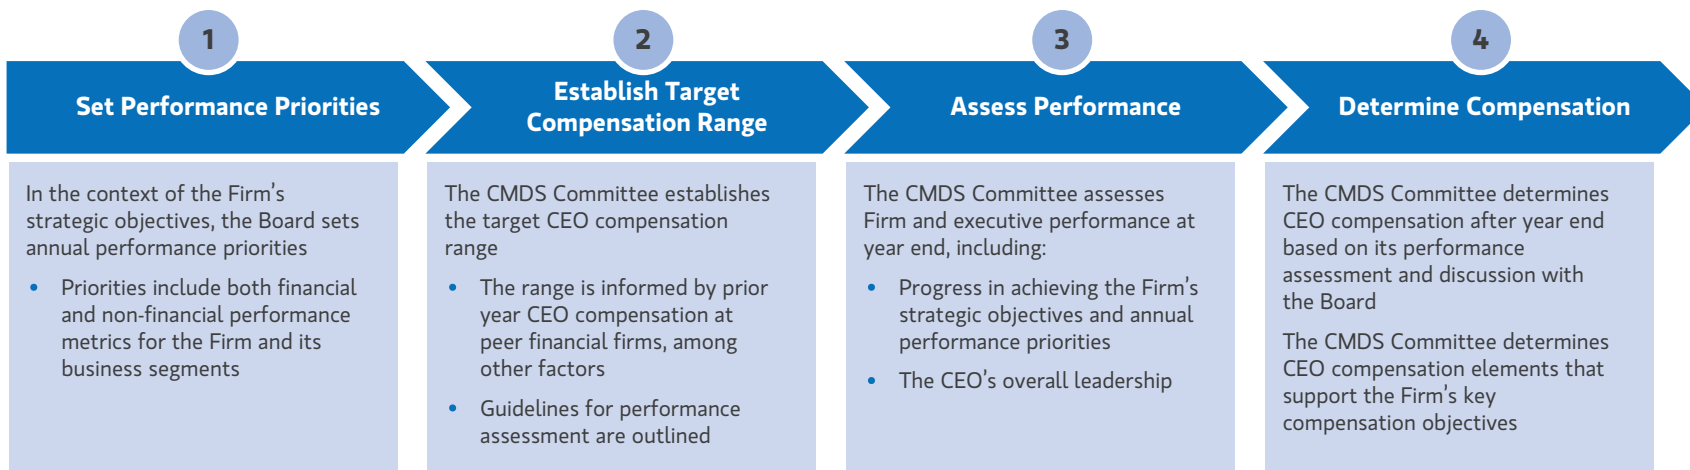 1
Set Performance Priorities
In the context of the Firm's
strategic objectives, the Board sets
annual performance priorities
• Priorities include both financial
and non-financial performance
metrics for the Firm and its
business segments
2
Establish Target
Compensation Range
The CMDS Committee establishes
the target CEO compensation
range
• The range is informed by prior
year CEO compensation at
peer financial firms, among
other factors
• Guidelines for performance
assessment are outlined
3
Assess Performance
The CMDS Committee assesses
Firm and executive performance at
year end, including:
• Progress in achieving the Firm's
strategic objectives and annual
performance priorities
• The CEO's overall leadership
4
Determine Compensation
The CMDS Committee determines
CEO compensation after year end
based on its performance
assessment and discussion with
the Board
The CMDS Committee determines
CEO compensation elements that
support the Firm's key
compensation objectives